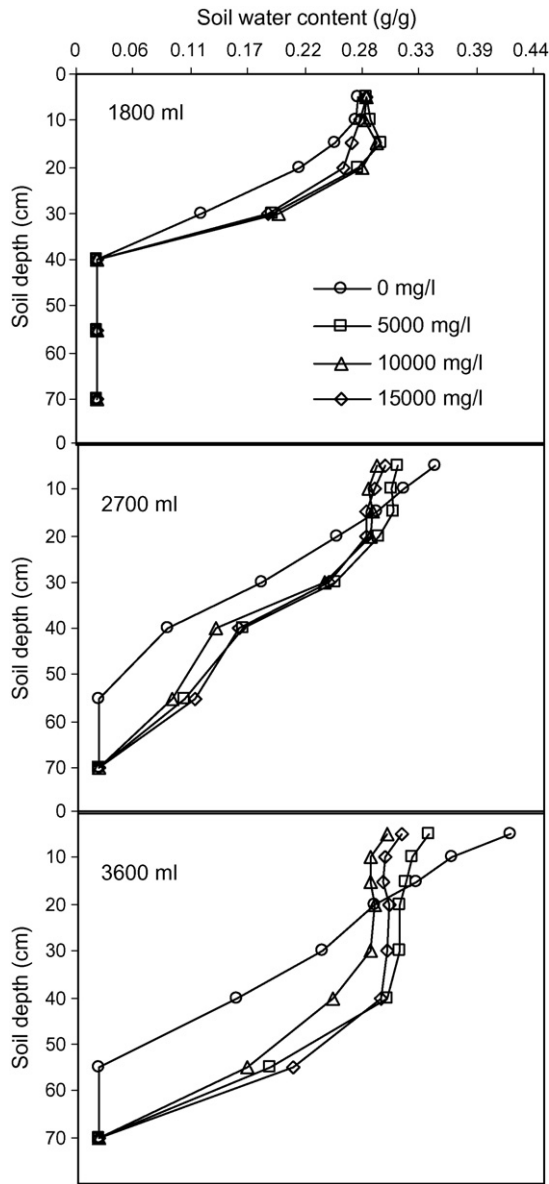 Soil water content (g/g)
0 0.06 0.11 0.17 0.22 0.28 0.33 0.39 0.44
0
10
20
30
40
50
60
70
Soil depth (cm)
1800 ml
0 mg/l
5000 mg/l
10000 mg/l
15000 mg/l
0
10
20
30
40
50
60
70
Soil depth (cm)
2700 ml
0
10
20
30
40
50
60
70
Soil depth (cm)
3600 ml